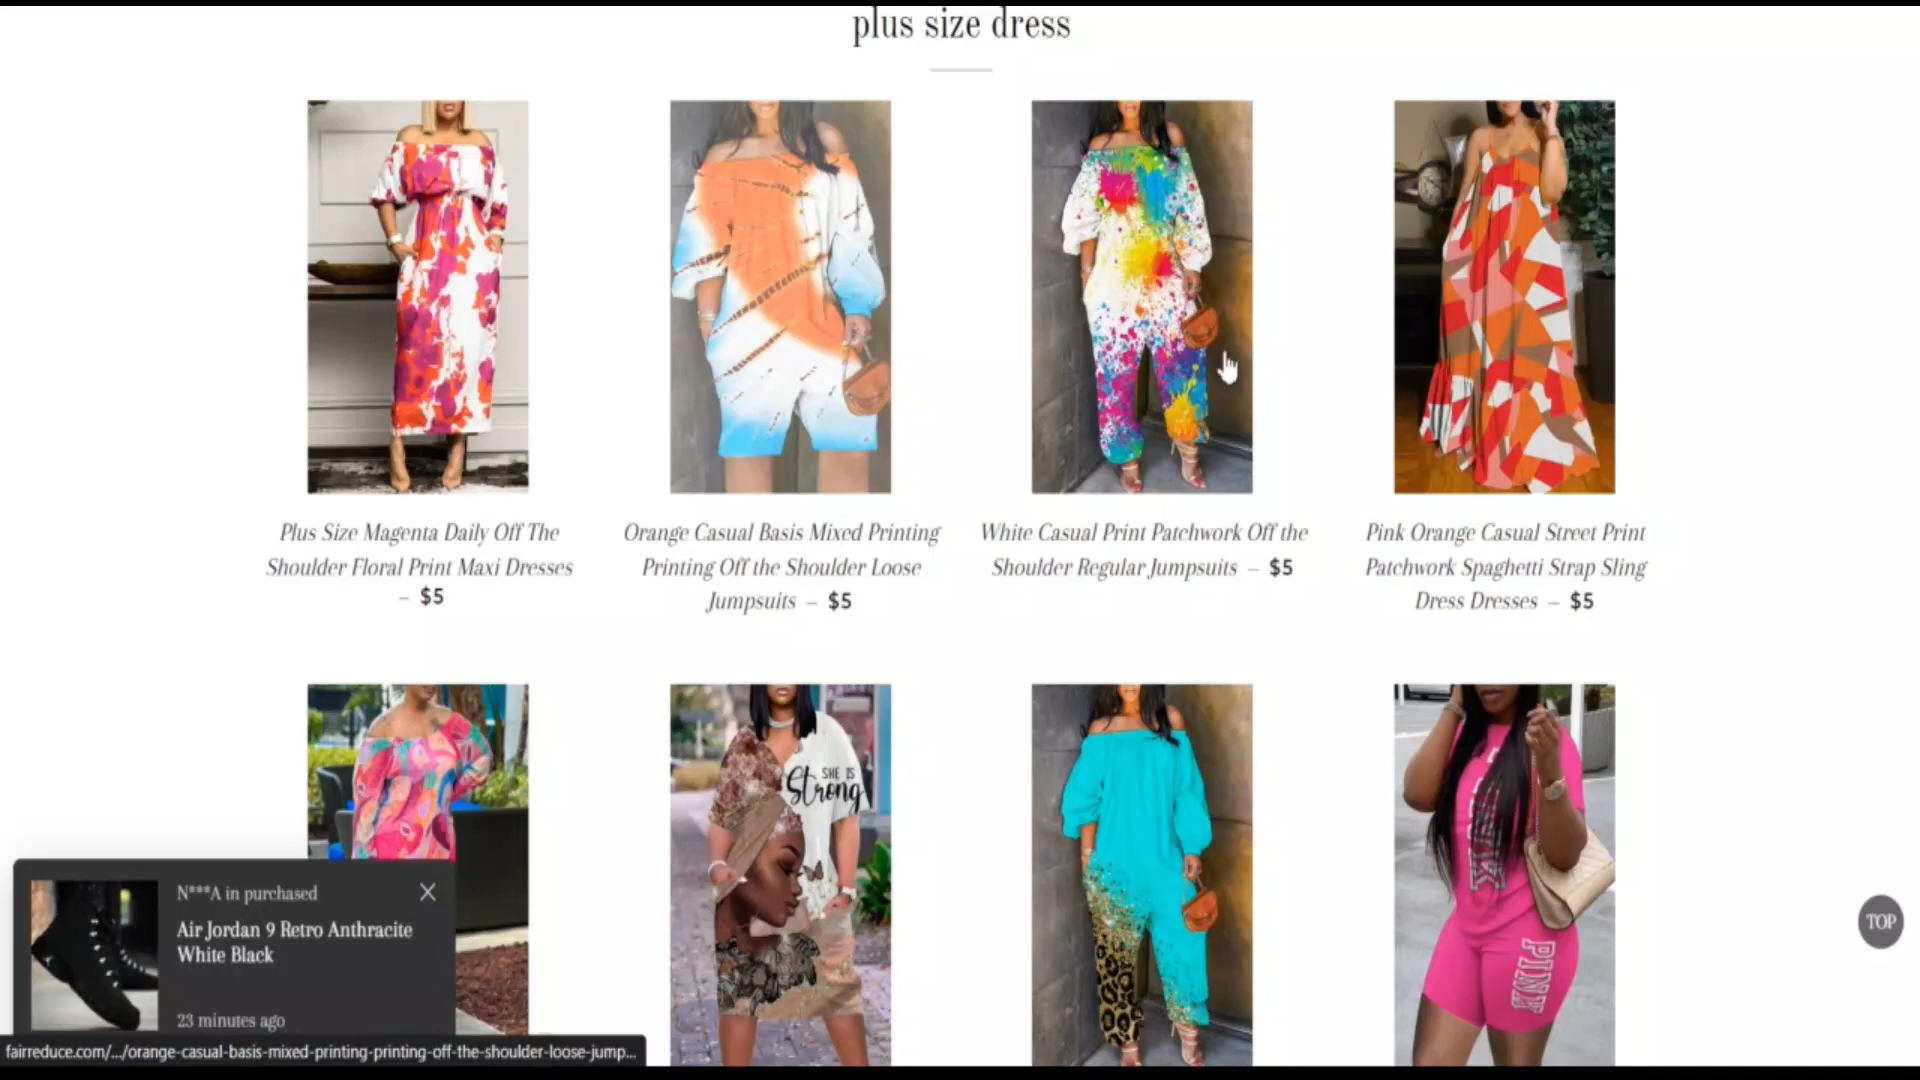 plus size dress
Plus Size Magenta Daily Off The
Shoulder Floral Print Maxi Dresses
– $5
Orange Casual Basis Mixed Printing
Printing Off the Shoulder Loose
Jumpsuits – $5
White Casual Print Patchwork Off the
Shoulder Regular Jumpsuits – $5
Pink Orange Casual Street Print
Patchwork Spaghetti Strap Sling
Dress Dresses – $5
SHE IS
Strong
PINK
N***A in purchased
Air Jordan 9 Retro Anthracite
White Black
23 minutes ago
TOP
fairreduce.com/.../orange-casual-basis-mixed-printing-printing-off-the-shoulder-loose-jump...